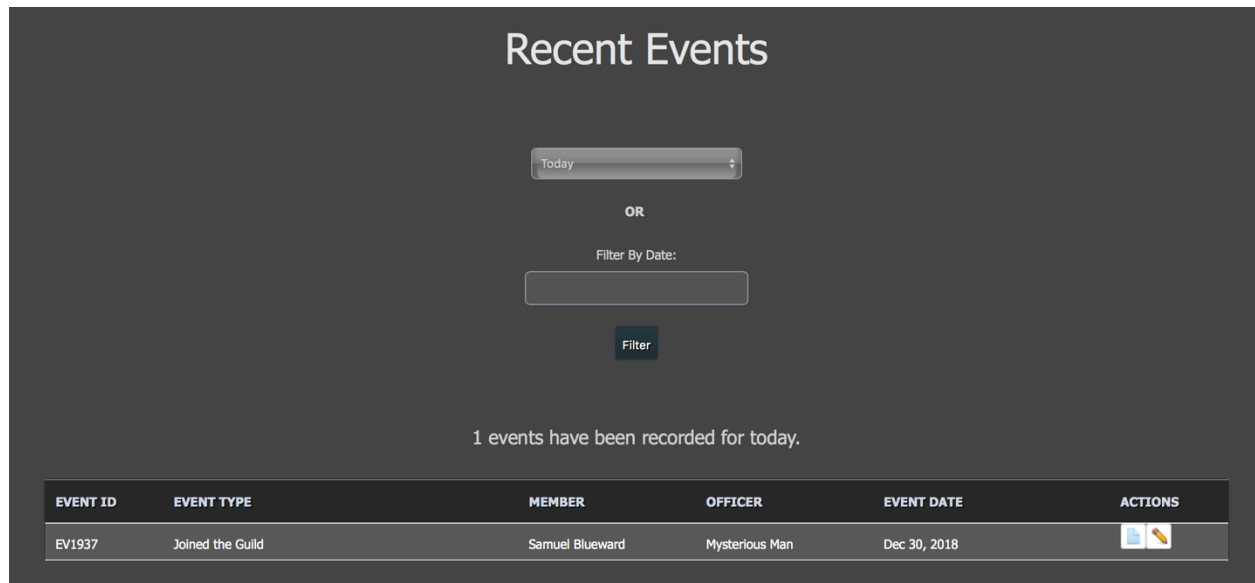 Recent Events
Today
OR
Filter By Date:
Filter
1 events have been recorded for today.
EVENT ID EVENT TYPE MEMBER OFFICER EVENT DATE ACTIONS
EV1937 Joined the Guild Samuel Blueward Mysterious Man Dec 30, 2018